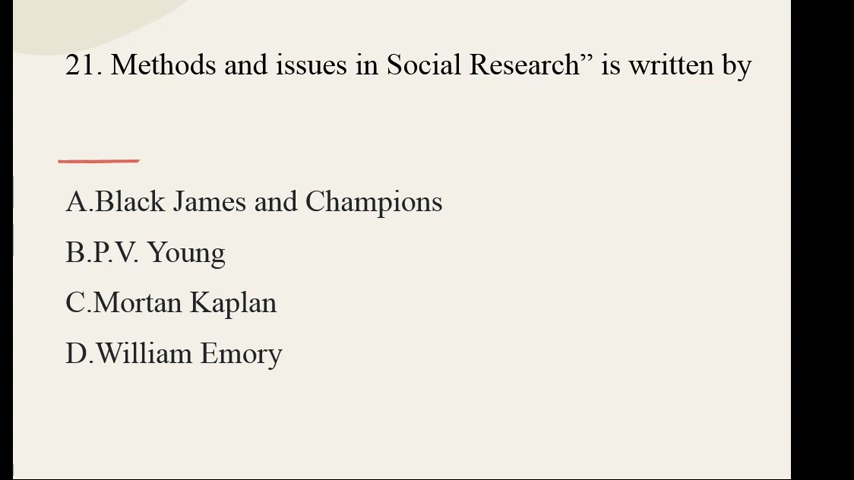 21. Methods and issues in Social Research” is written by
A.Black James and Champions
B.P.V. Young
C.Mortan Kaplan
D.William Emory